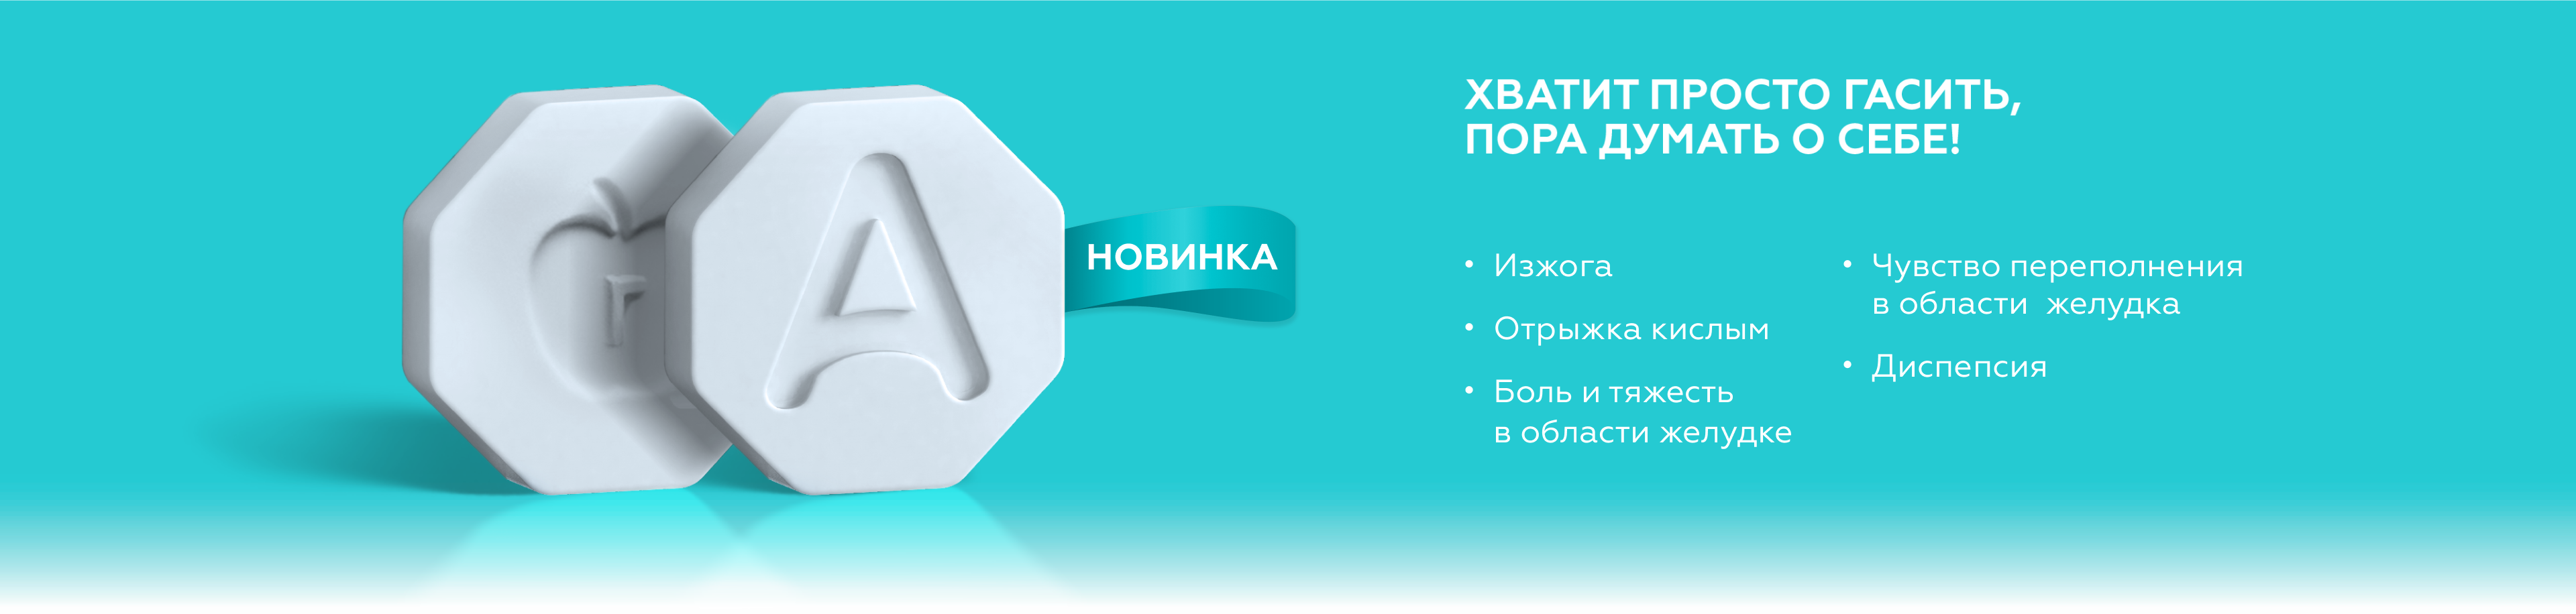 г
А
НОВИНКА
ХВАТИТ ПРОСТО ГАСИТЬ,
ПОРА ДУМАТЬ О СЕБЕ!
• Изжога
• Отрыжка кислым
• Боль и тяжесть
в области желудке
• Чувство переполнения
в области желудка
• Диспепсия